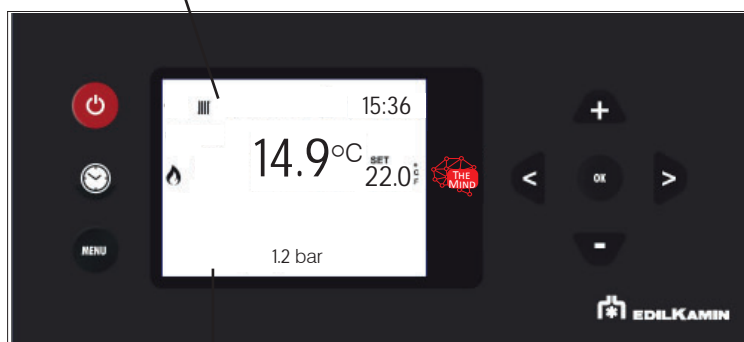 15:36
14.9°C
SET
22.0 °C F
THE
MIND
OK
MENU
1.2 bar
EDILKAMIN